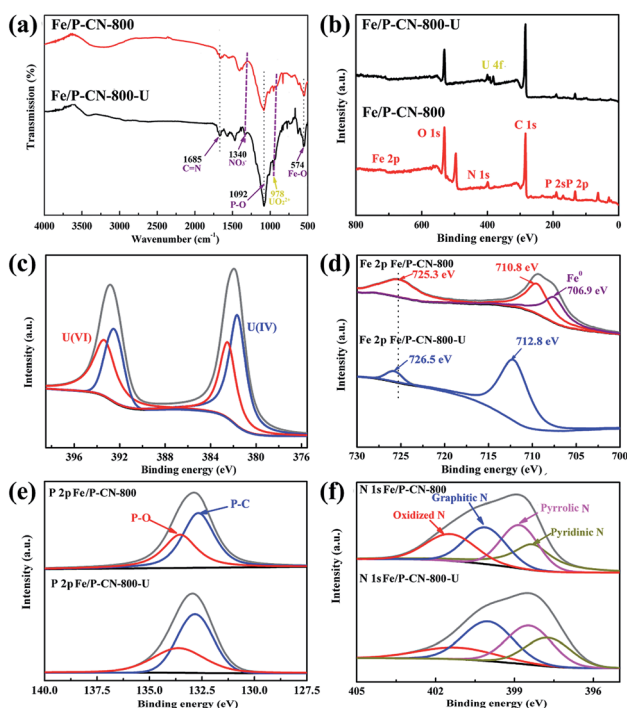 (a)
Fe/P-CN-800
Fe/P-CN-800-U
1685
C=N
1340
NO₃⁻
1092
P-O
978
UO₂²⁺
574
Fe-O
Transmission (%)
4000 3500 3000 2500 2000 1500 1000 500
Wavenumber (cm⁻¹)
(b)
Fe/P-CN-800-U
U 4f
Fe/P-CN-800
O 1s
C 1s
Fe 2p
N 1s
P 2s P 2p
Intensity (a.u.)
800 600 400 200 0
Binding energy (eV)
(c)
U(VI)
U(IV)
Intensity (a.u.)
396 392 388 384 380
Binding energy (eV)
(d)
Fe 2p Fe/P-CN-800
725.3 eV
710.8 eV
Fe⁰
706.9 eV
Fe 2p Fe/P-CN-800-U
726.5 eV
712.8 eV
Intensity (a.u.)
730 725 720 715 710 705 700
Binding energy (eV)
(e)
P 2p Fe/P-CN-800
P-O
P-C
P 2p Fe/P-CN-800-U
Intensity (a.u.)
140.0 137.5 135.0 132.5 130.0 127.5
Binding energy (eV)
(f)
N 1s Fe/P-CN-800
Oxidized N
Graphitic N
Pyrrolic N
Pyridinic N
N 1s Fe/P-CN-800-U
Intensity (a.u.)
405 402 399 396
Binding energy (eV)